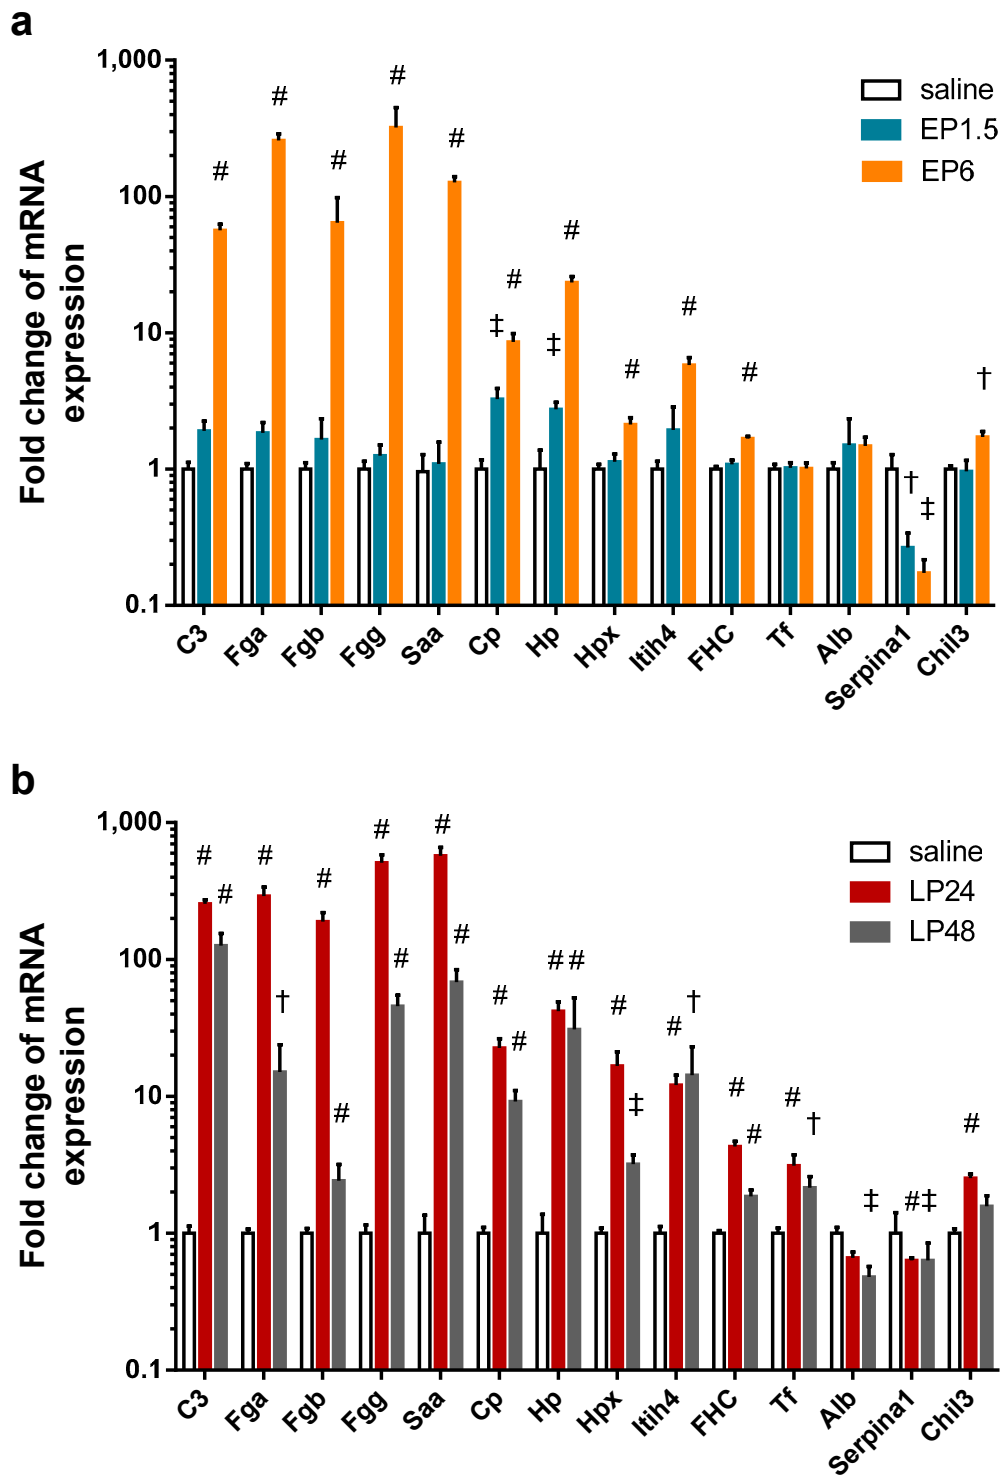 a
1,000
100
10
1
0.1
Fold change of mRNA
expression
saline
EP1.5
EP6
# # # # # ‡ # ‡ # # # # † ‡ †
C3 Fga Fgb Fgg Saa Cp Hp Hpx Itih4 FHC Tf Alb Serpina1 Chil3
b
1,000
100
10
1
0.1
Fold change of mRNA
expression
saline
LP24
LP48
# # # † # # # # # # # # # # # ‡ # † # # # † ‡ # ‡ #
C3 Fga Fgb Fgg Saa Cp Hp Hpx Itih4 FHC Tf Alb Serpina1 Chil3